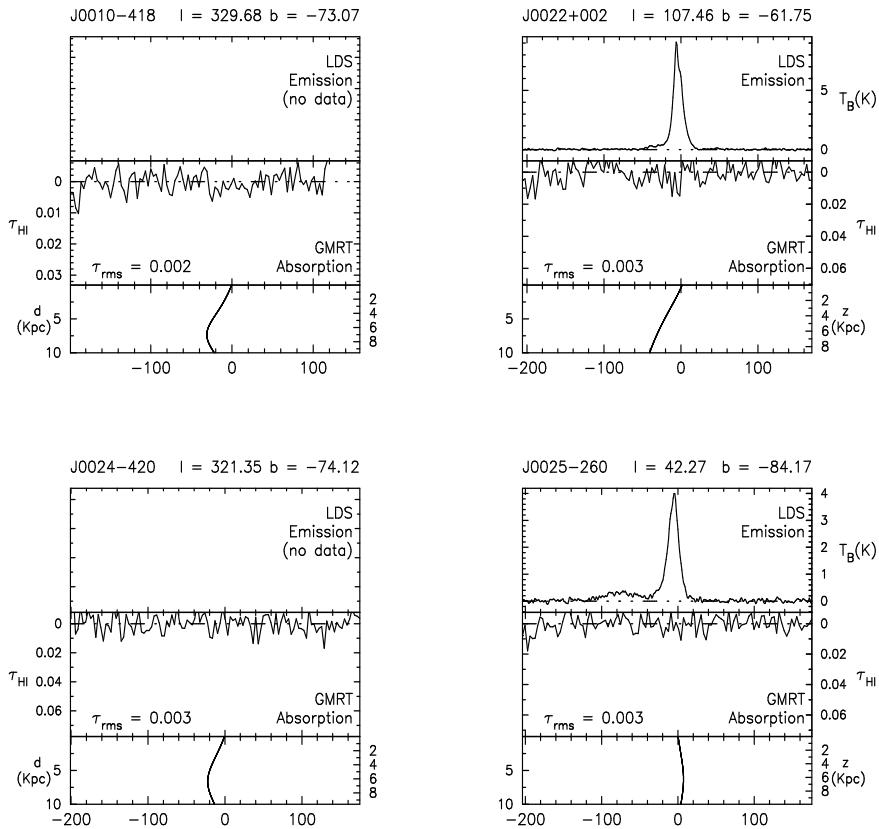 J0010−418 l = 329.68 b = −73.07
LDS
Emission
(no data)
0
0.01
0.02
0.03
τHI
GMRT
τrms = 0.002 Absorption
d
(Kpc)
5
10
2
4
6
8
−100 0 100
J0022+002 l = 107.46 b = −61.75
LDS
Emission
5
0
TB(K)
0
0.02
0.04
0.06
τHI
GMRT
τrms = 0.003 Absorption
5
10
2
4
6
8
z
(Kpc)
−200 −100 0 100
J0024−420 l = 321.35 b = −74.12
LDS
Emission
(no data)
0
0.02
0.04
0.06
τHI
GMRT
τrms = 0.003 Absorption
d
(Kpc)
5
10
2
4
6
8
−200 −100 0 100
J0025−260 l = 42.27 b = −84.17
LDS
Emission
4
3
2
1
0
TB(K)
0
0.02
0.04
0.06
τHI
GMRT
τrms = 0.003 Absorption
5
10
2
4
6
8
z
(Kpc)
−200 −100 0 100